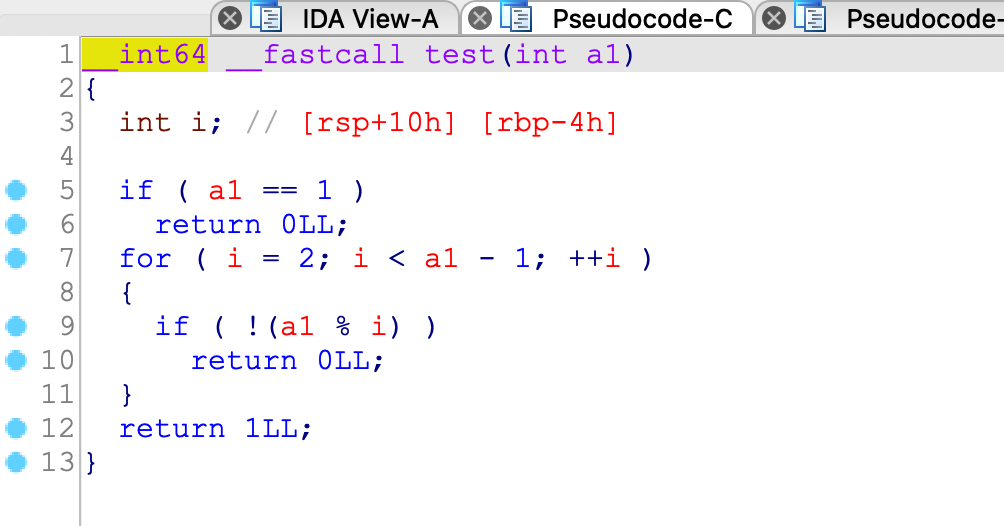 IDA View-A Pseudocode-C Pseudocode-
1 __int64 __fastcall test(int a1)
2 {
3   int i; // [rsp+10h] [rbp-4h]
4
5   if ( a1 == 1 )
6     return 0LL;
7   for ( i = 2; i < a1 - 1; ++i )
8   {
9     if ( !(a1 % i) )
10       return 0LL;
11   }
12   return 1LL;
13 }